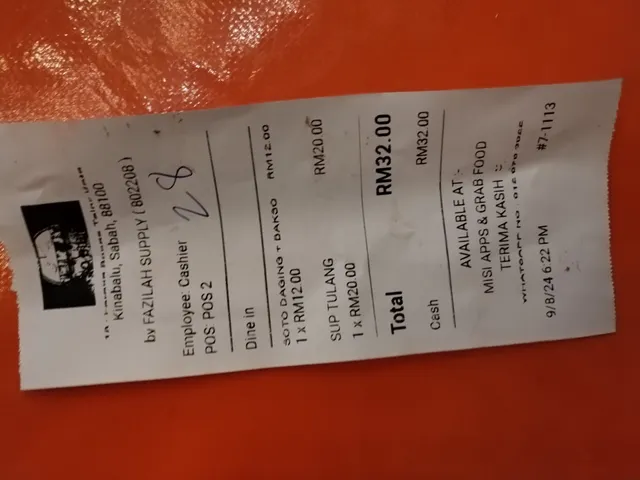 Kinabalu, Sabah, 88100
by FAZILAH SUPPLY (802208)
Employee: Cashier
POS: POS 2
28
Dine in
SOTO DAGING + BAKSO RM12.00
1 x RM12.00
SUP TULANG RM20.00
1 x RM20.00
Total RM32.00
Cash RM32.00
AVAILABLE AT :-
MISI APPS & GRAB FOOD
TERIMA KASIH :-
WHATSAPP NO :
9/8/24 6:22 PM #7-1113